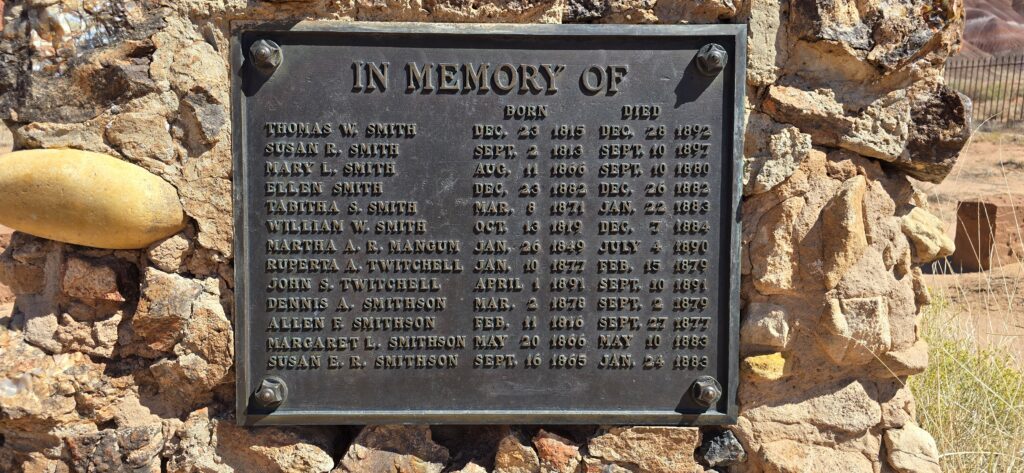 IN MEMORY OF
BORN DIED
THOMAS W. SMITH DEC. 23 1815 DEC. 28 1892
SUSAN R. SMITH SEPT. 2 1813 SEPT. 10 1897
MARY L. SMITH AUG. 11 1866 SEPT. 10 1880
ELLEN SMITH DEC. 23 1882 DEC. 26 1882
TABITHA S. SMITH MAR. 8 1871 JAN. 22 1883
WILLIAM W. SMITH OCT. 13 1819 DEC. 7 1884
MARTHA A. R. MANGUM JAN. 26 1849 JULY 4 1890
RUPERTA A. TWITCHELL JAN. 10 1877 FEB. 15 1879
JOHN S. TWITCHELL APRIL 1 1891 SEPT. 10 1891
DENNIS A. SMITHSON MAR. 2 1878 SEPT. 2 1879
ALLEN F. SMITHSON FEB. 11 1816 SEPT. 27 1877
MARGARET L. SMITHSON MAY 20 1866 MAY 10 1883
SUSAN E. R. SMITHSON SEPT. 16 1865 JAN. 24 1883